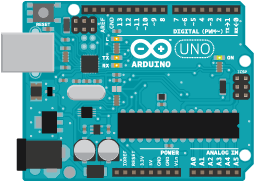 RESET
AREF
GND
13
12
~11
~10
~9
8
7
~6
~5
4
~3
2
TX→1
RX←0
DIGITAL (PWM~)
L
TX
RX
UNO
ARDUINO
ON
ICSP
POWER
ANALOG IN
IOREF
RESET
3.3V
5V
GND
GND
Vin
A0
A1
A2
A3
A4
A5